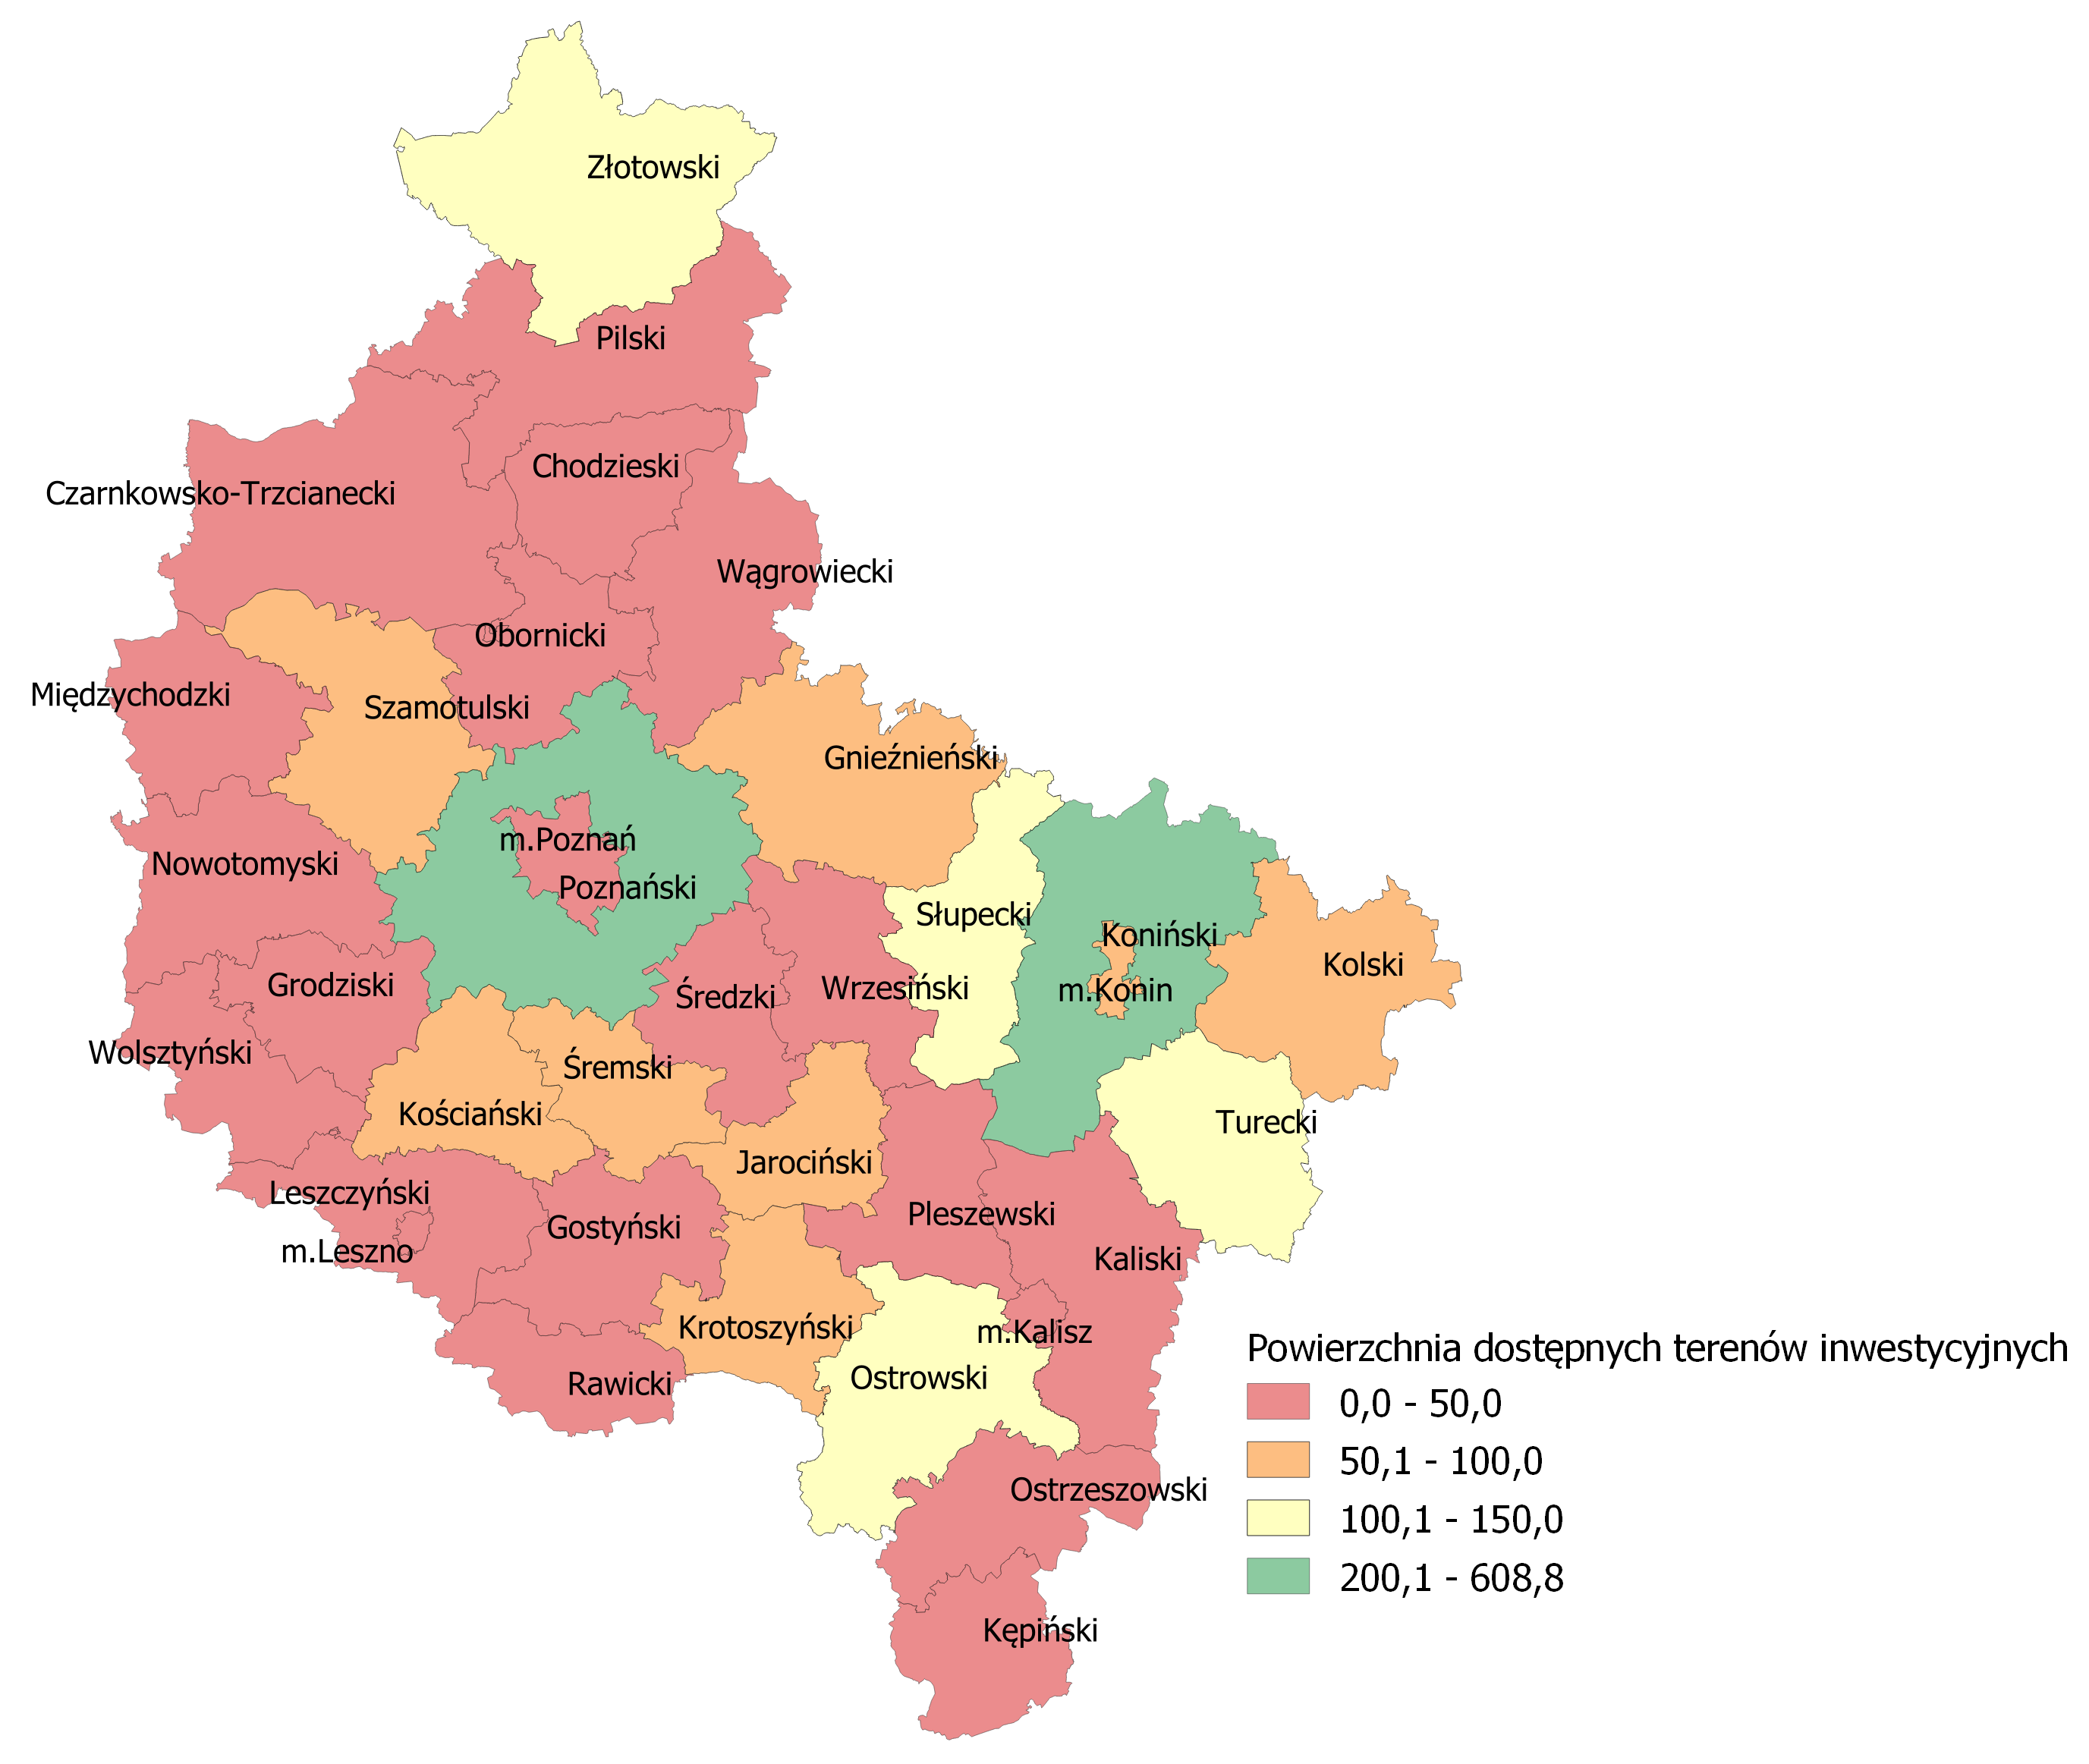 Złotowski
Pilski
Chodzieski
Czarnkowsko-Trzcianecki
Wągrowiecki
Obornicki
Międzychodzki
Szamotulski
Gnieźnieński
m.Poznań
Nowotomyski
Poznański
Słupecki
Koniński
Kolski
Grodziski
Średzki
Wrzesiński
m.Konin
Wolsztyński
Śremski
Kościański
Turecki
Jarociński
Leszczyński
Pleszewski
Gostyński
m.Leszno
Kaliski
Krotoszyński
m.Kalisz
Rawicki
Ostrowski
Ostrzeszowski
Kępiński
Powierzchnia dostępnych terenów inwestycyjnych
0,0 - 50,0
50,1 - 100,0
100,1 - 150,0
200,1 - 608,8